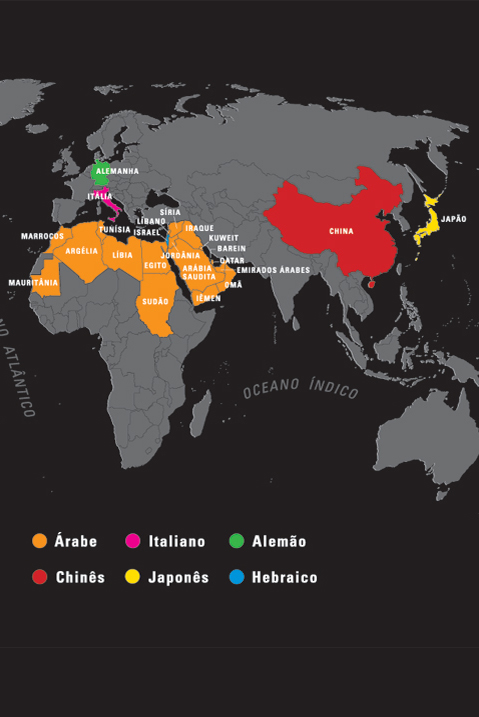 ALEMANHA
ITÁLIA
SÍRIA
LÍBANO
TUNÍSIA
ISRAEL
IRAQUE
MARROCOS
JAPÃO
CHINA
KUWEIT
BAREIN
ARGÉLIA
LÍBIA
JORDÂNIA
EGITO
QATAR
ARÁBIA
SAUDITA
EMIRADOS ÁRABES
MAURITÂNIA
OMÃ
IÊMEN
SUDÃO
NO ATLÂNTICO
OCEANO ÍNDICO
Árabe Italiano Alemão
Chinês Japonês Hebraico